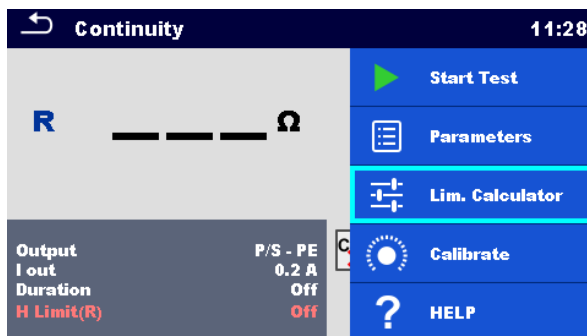 Continuity 11:28
Start Test
R Ω
Parameters
Lim. Calculator
Output P/S - PE
I out 0.2 A
Duration Off
H Limit(R) Off
C
Calibrate
? HELP